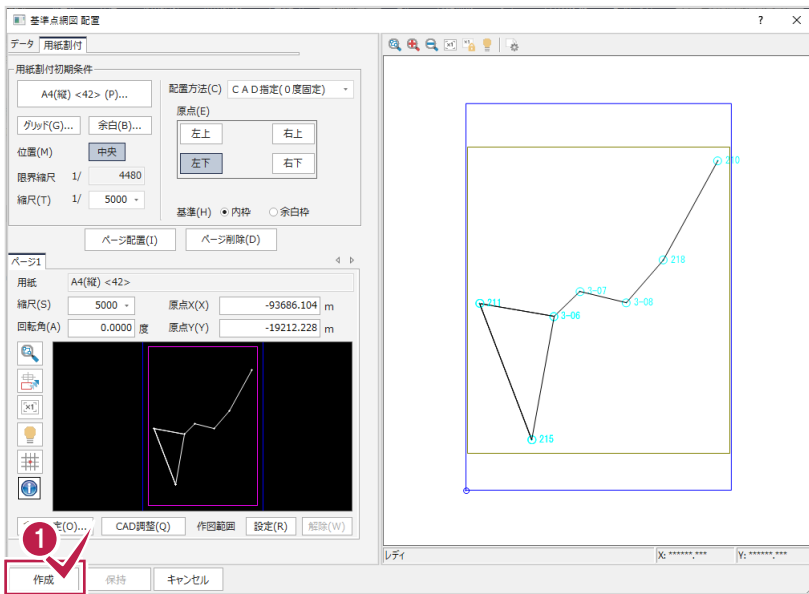 基準点網図 配置
データ 用紙割付
用紙割付初期条件
A4(縦) <42> (P)...
配置方法(C) ＣＡＤ指定(０度固定)
原点(E)
グリッド(G)... 余白(B)...
左上 右上
位置(M) 中央
左下 右下
限界縮尺 1/ 4480
縮尺(T) 1/ 5000
基準(H) 内枠 余白枠
ページ配置(I) ページ削除(D)
ページ1
用紙 A4(縦) <42>
縮尺(S) 5000 原点X(X) -93686.104 m
回転角(A) 0.0000 度 原点Y(Y) -19212.228 m
定(O)... CAD調整(Q) 作図範囲 設定(R) 解除(W)
1
作成 保持 キャンセル
210
219
3-07
211
3-08
3-06
215
レディ X: ******.*** Y: ******.***